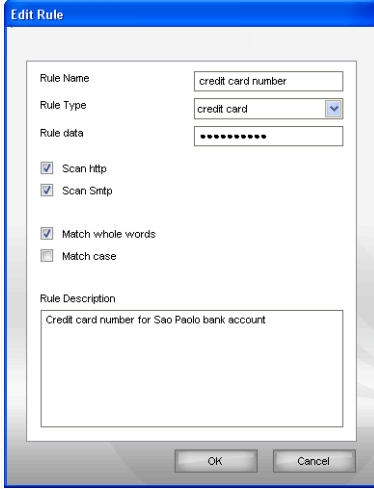 Edit Rule
Rule Name credit card number
Rule Type credit card
Rule data ••••••••••
Scan http
Scan Smtp
Match whole words
Match case
Rule Description
Credit card number for Sao Paolo bank account
OK Cancel